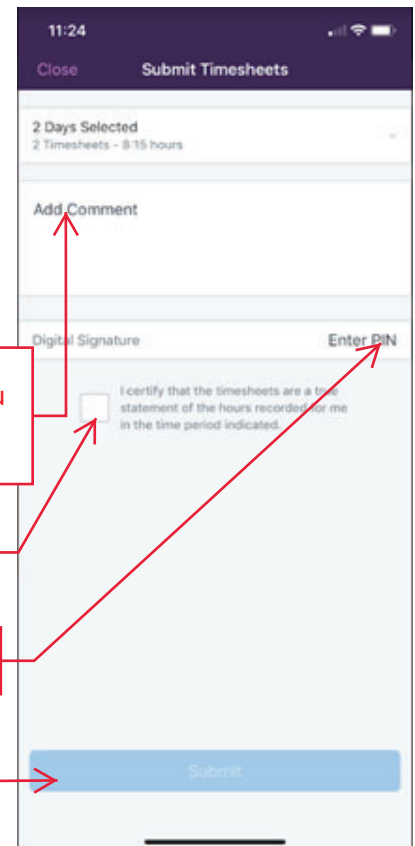 11:24
Close Submit Timesheets
2 Days Selected
2 Timesheets - 8:15 hours
Add Comment
Digital Signature Enter PIN
u
I certify that the timesheets are a true
statement of the hours recorded for me
in the time period indicated.
Submit